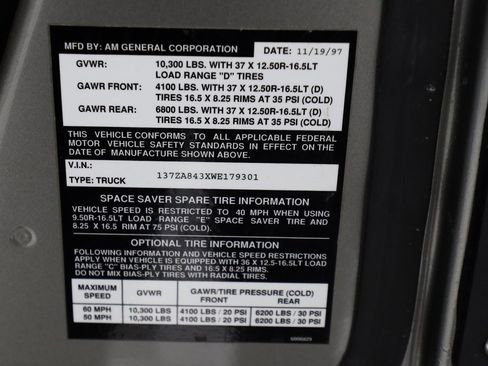 MFD BY: AM GENERAL CORPORATION DATE: 11/19/97
GVWR: 10,300 LBS. WITH 37 X 12.50R-16.5LT
LOAD RANGE "D" TIRES
GAWR FRONT: 4100 LBS. WITH 37 X 12.50R-16.5LT (D)
TIRES 16.5 X 8.25 RIMS AT 35 PSI (COLD)
GAWR REAR: 6800 LBS. WITH 37 X 12.50R-16.5LT (D)
TIRES 16.5 X 8.25 RIMS AT 35 PSI (COLD)
THIS VEHICLE CONFORMS TO ALL APPLICABLE FEDERAL
MOTOR VEHICLE SAFETY STANDARDS IN EFFECT ON THE
DATE OF MANUFACTURE SHOWN ABOVE.
V.I.N.:
137ZA843XWE179301
TYPE: TRUCK
SPACE SAVER SPARE TIRE INFORMATION
VEHICLE SPEED IS RESTRICTED TO 40 MPH WHEN USING
9.50R-16.5LT LOAD RANGE "E" SPACE SAVER TIRE AND
8.25 X 16.5 RIM AT 75 PSI (COLD).
OPTIONAL TIRE INFORMATION
FOLLOWING INFORMATION AND VEHICLE SPEED RESTRICTIONS
APPLY WHEN VEHICLE IS EQUIPPED WITH 36 X 12.5-16.5LT LOAD
RANGE "C" BIAS-PLY TIRES AND 16.5 X 8.25 RIMS.
DO NOT MIX BIAS-PLY TIRES WITH RADIAL TIRES.
MAXIMUM SPEED GVWR GAWR/TIRE PRESSURE (COLD)
FRONT REAR
60 MPH 10,300 LBS 4100 LBS / 20 PSI 6200 LBS / 30 PSI
50 MPH 10,300 LBS 4100 LBS / 20 PSI 6200 LBS / 30 PSI